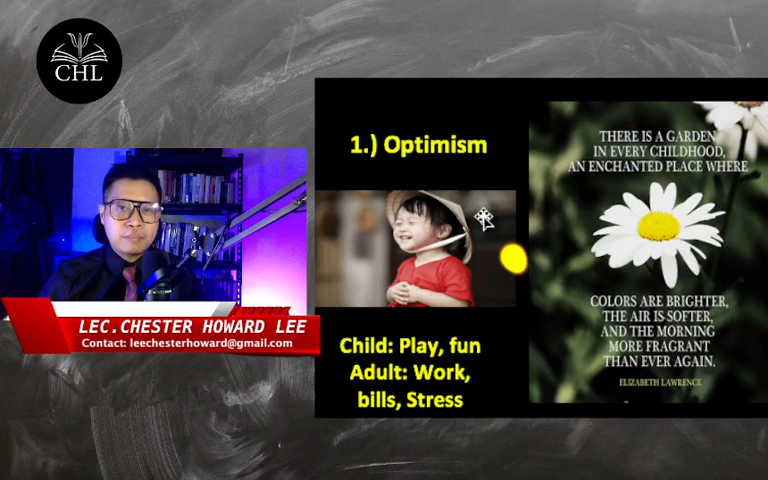 CHL
LEC.CHESTER HOWARD LEE
Contact: leechesterhoward@gmail.com
1.) Optimism
Child: Play, fun
Adult: Work,
bills, Stress
THERE IS A GARDEN
IN EVERY CHILDHOOD,
AN ENCHANTED PLACE WHERE
COLORS ARE BRIGHTER,
THE AIR IS SOFTER,
AND THE MORNING
MORE FRAGRANT
THAN EVER AGAIN.
ELIZABETH LAWRENCE